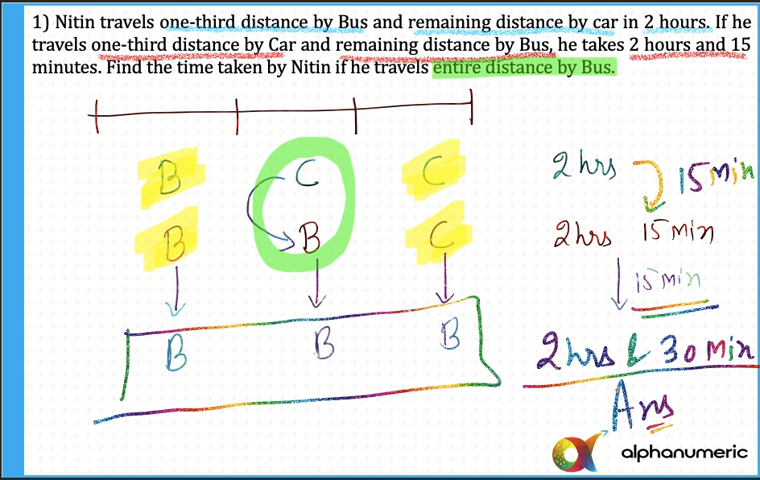 1) Nitin travels one-third distance by Bus and remaining distance by car in 2 hours. If he
travels one-third distance by Car and remaining distance by Bus, he takes 2 hours and 15
minutes. Find the time taken by Nitin if he travels entire distance by Bus.
B C C 2 hrs 15 Min
B B C 2 hrs 15 Min
15 Min
B B B 2 hrs & 30 Min
Ans
alphanumeric